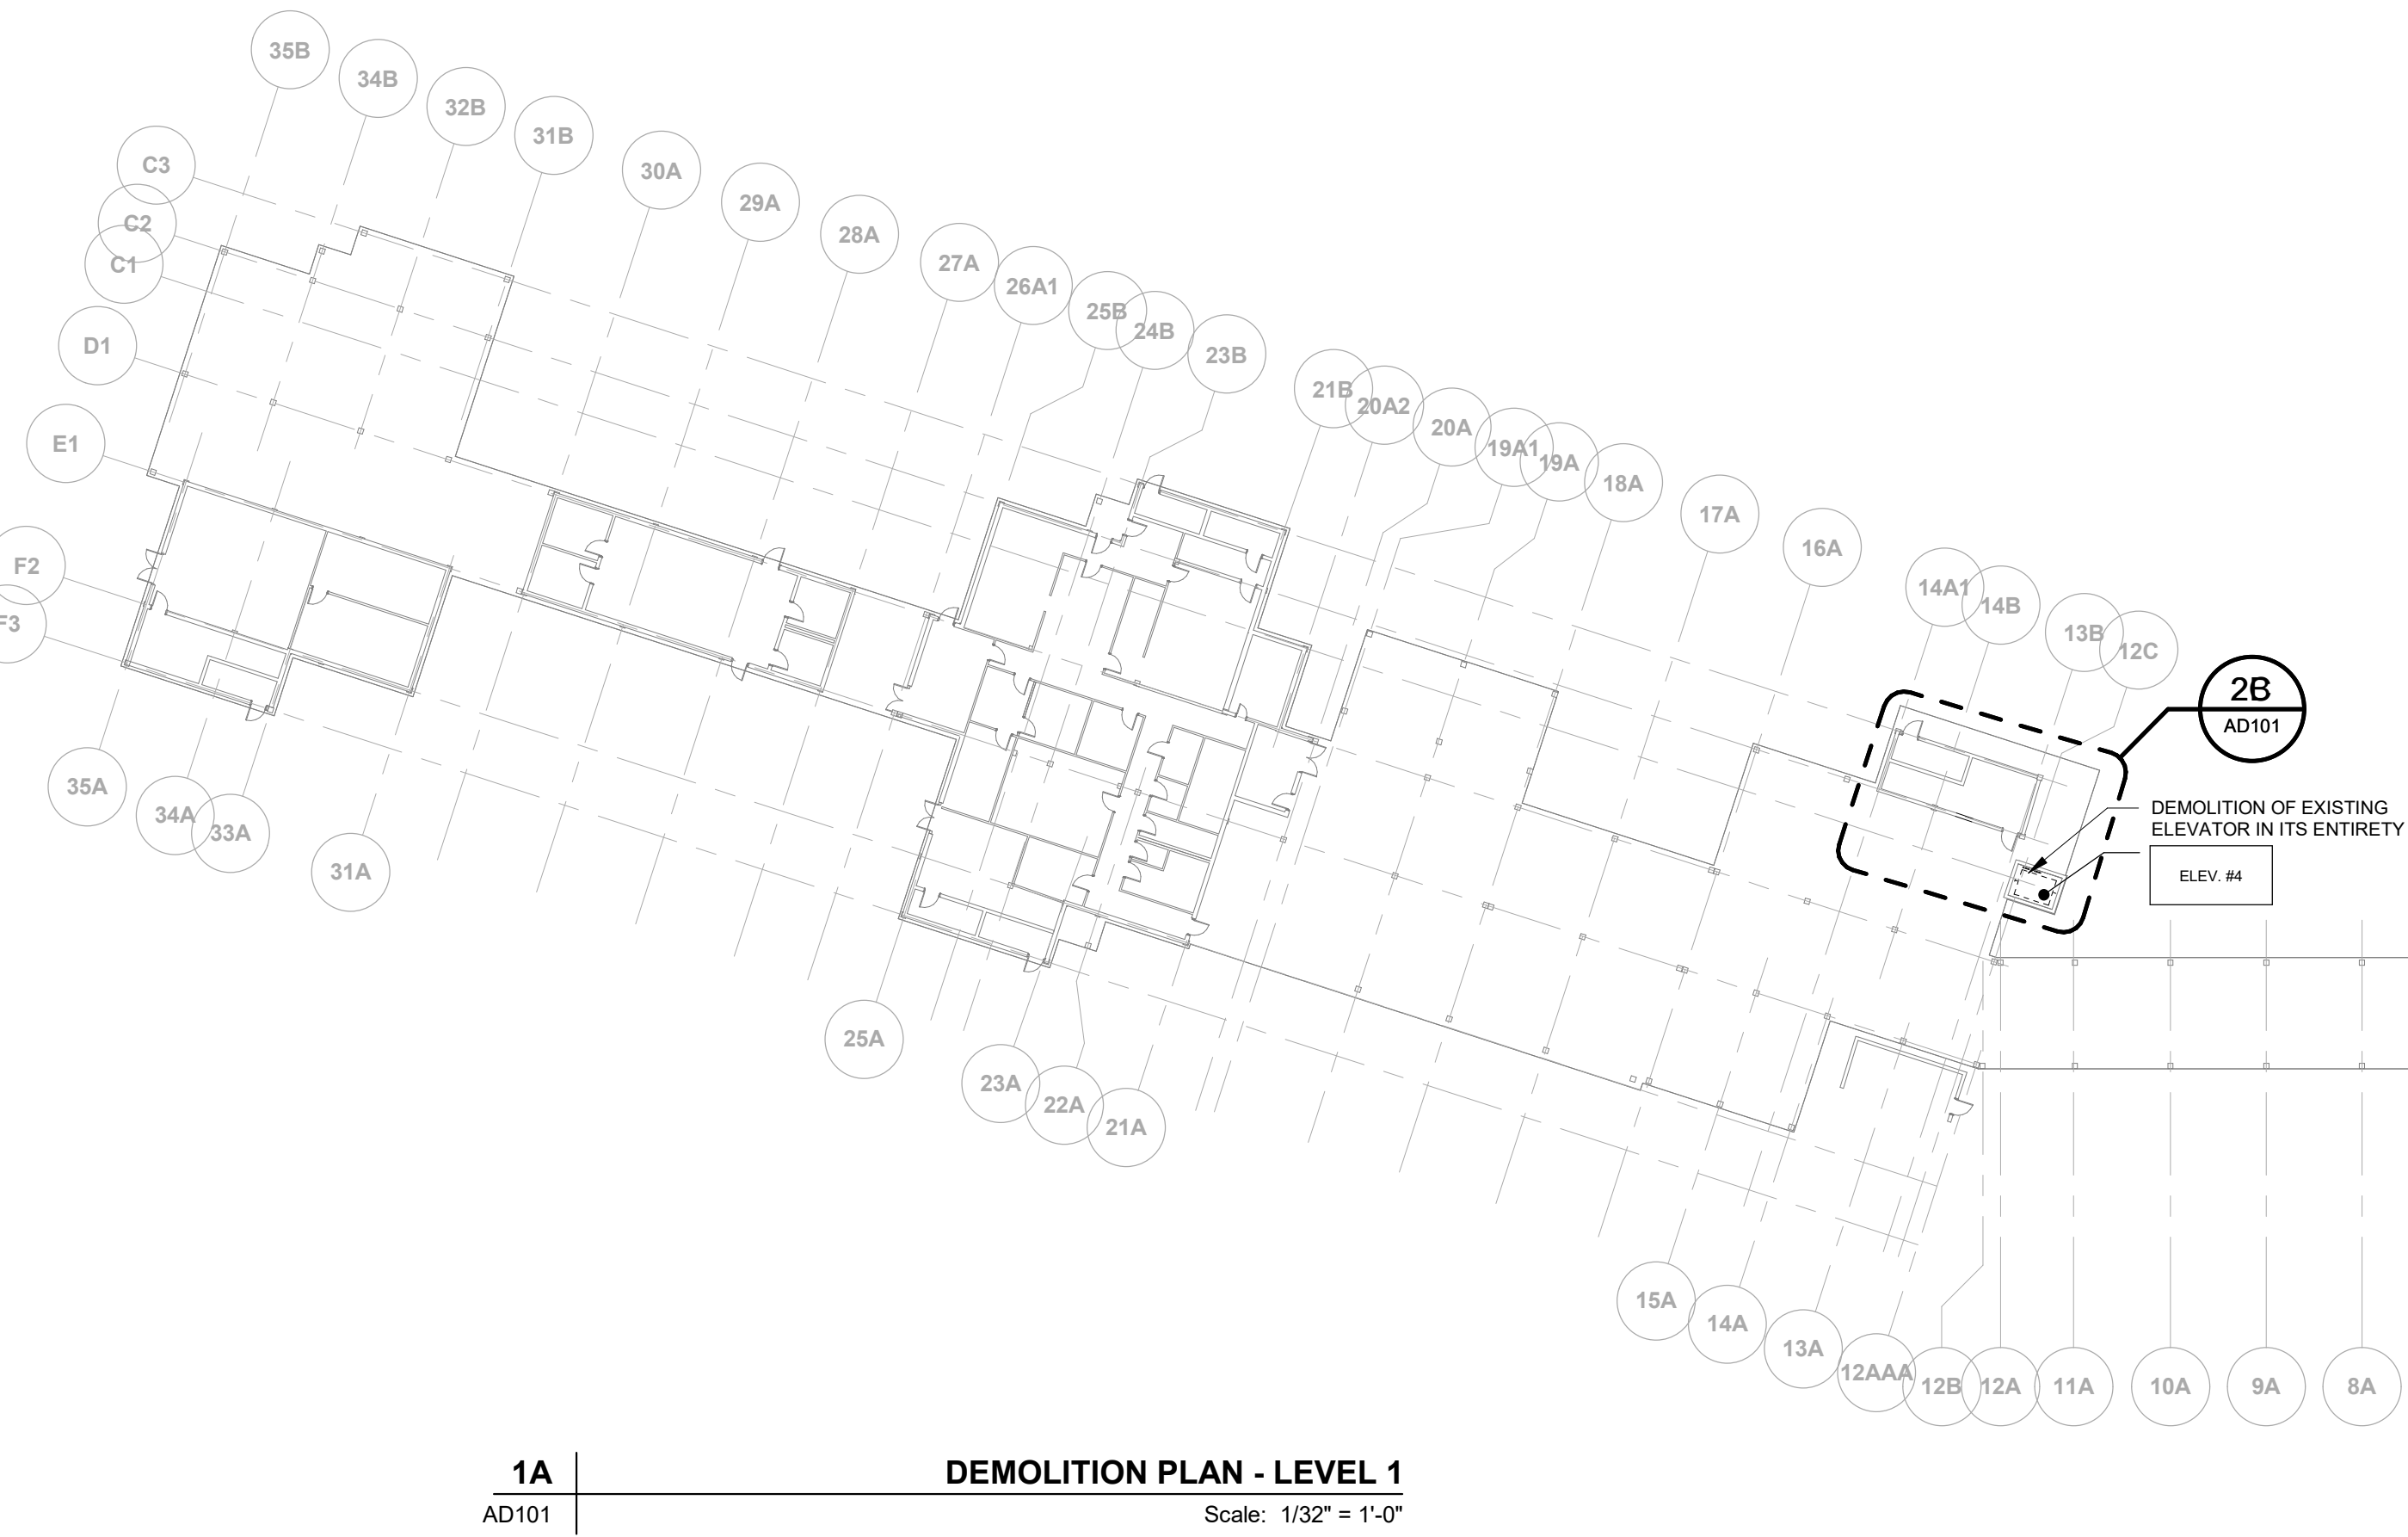 35B
34B
32B
31B
30A
29A
28A
27A
26A1
25B
24B
23B
21B
20A2
20A
19A1
19A
18A
17A
16A
14A1
14B
13B
12C
C3
C2
C1
D1
E1
F2
F3
2B
AD101
DEMOLITION OF EXISTING
ELEVATOR IN ITS ENTIRETY
ELEV. #4
35A
34A
33A
31A
25A
23A
22A
21A
15A
14A
13A
12AAA
12B
12A
11A
10A
9A
8A
1A
DEMOLITION PLAN - LEVEL 1
AD101
Scale: 1/32" = 1'-0"